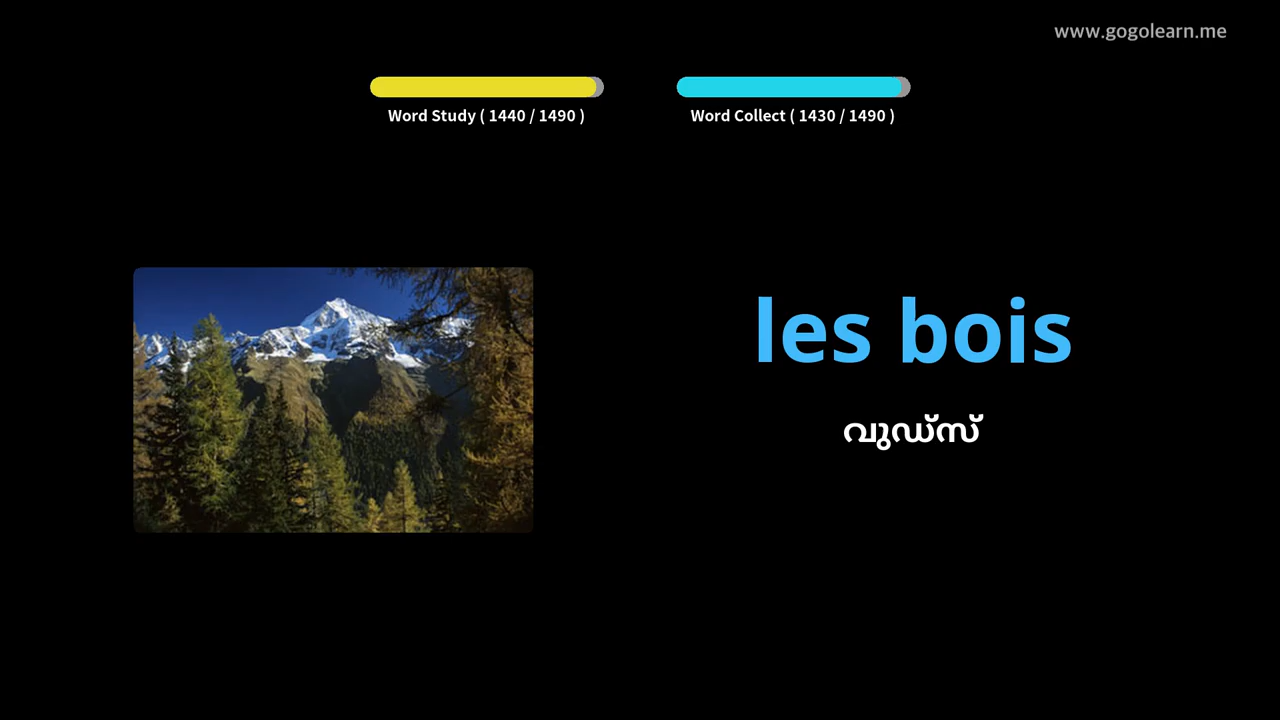 www.gogolearn.me
Word Study ( 1440 / 1490 )
Word Collect ( 1430 / 1490 )
les bois
വുഡ്സ്